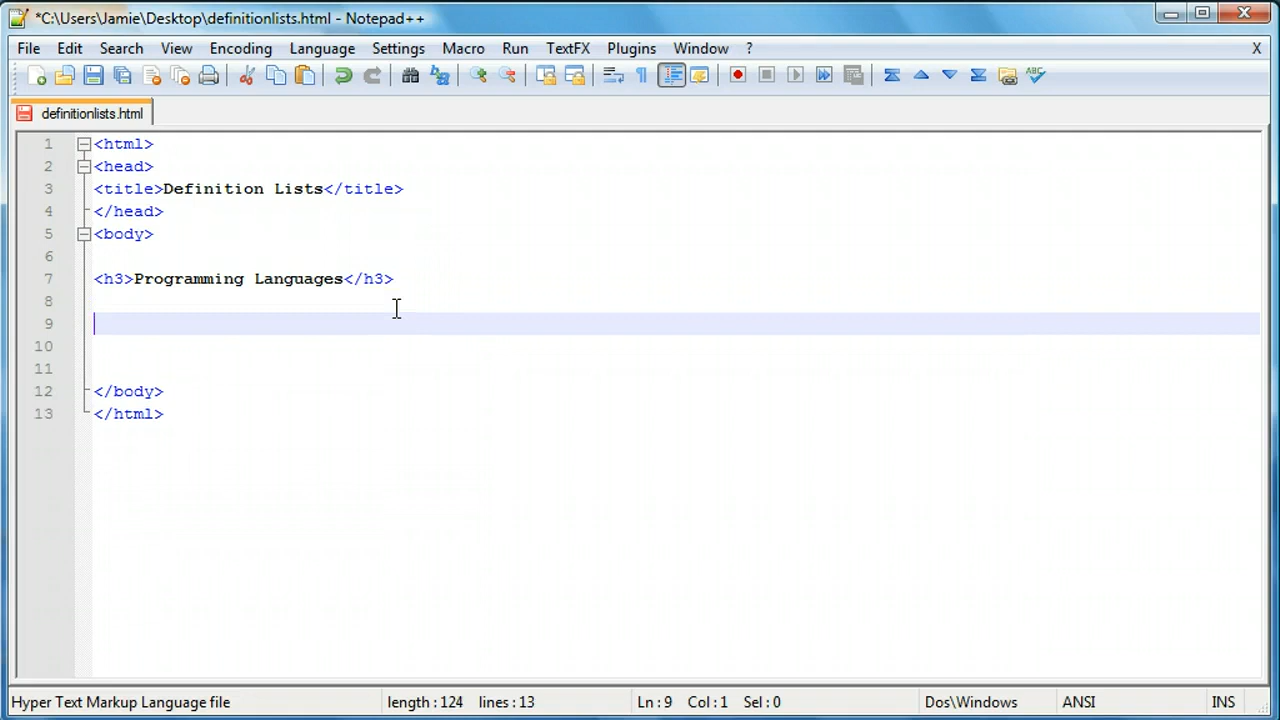 *C:\Users\Jamie\Desktop\definitionlists.html - Notepad++
File Edit Search View Encoding Language Settings Macro Run TextFX Plugins Window ? X
ABC
definitionlists.html
1 <html>
2 <head>
3 <title>Definition Lists</title>
4 </head>
5 <body>
6
7 <h3>Programming Languages</h3>
8
9
10
11
12 </body>
13 </html>
Hyper Text Markup Language file length : 124 lines : 13 Ln : 9 Col : 1 Sel : 0 Dos\Windows ANSI INS